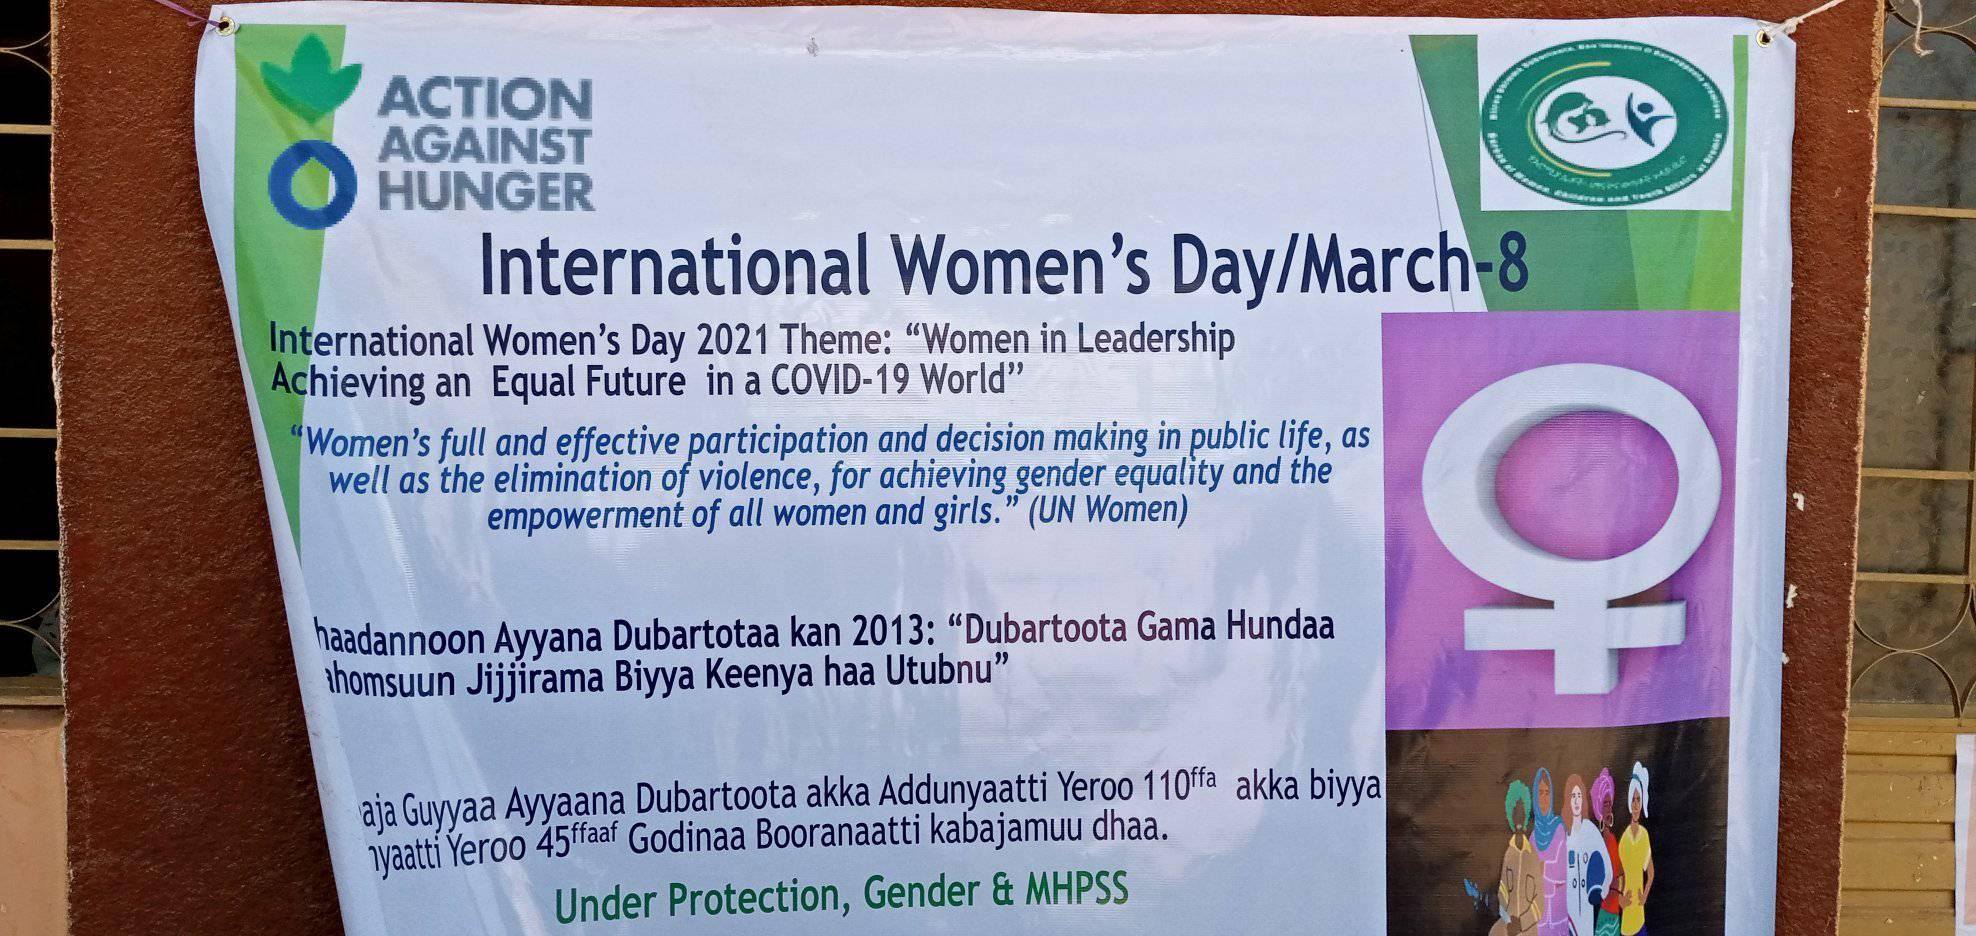 ACTION
AGAINST
HUNGER
International Women's Day/March-8
International Women's Day 2021 Theme: “Women in Leadership
Achieving an Equal Future in a COVID-19 World”
“Women's full and effective participation and decision making in public life, as
well as the elimination of violence, for achieving gender equality and the
empowerment of all women and girls.” (UN Women)
haadannoon Ayyana Dubartotaa kan 2013: “Dubartoota Gama Hundaa
ahomsuun Jijjirama Biyya Keenya haa Utubnu”
aja Guyyaa Ayyaana Dubartoota akka Addunyaatti Yeroo 110ffa akka biyya
nyaatti Yeroo 45ffaaf Godinaa Booranaatti kabajamuu dhaa.
Under Protection, Gender & MHPSS